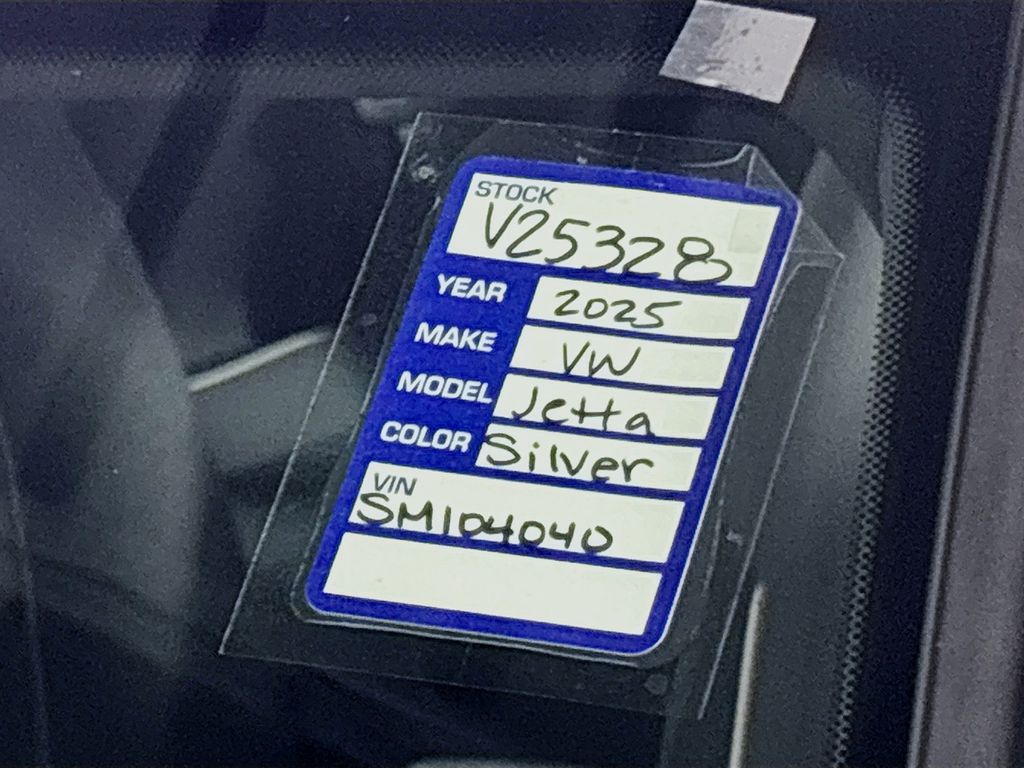 STOCK
V25328
YEAR 2025
MAKE VW
MODEL Jetta
COLOR Silver
VIN
SM104040